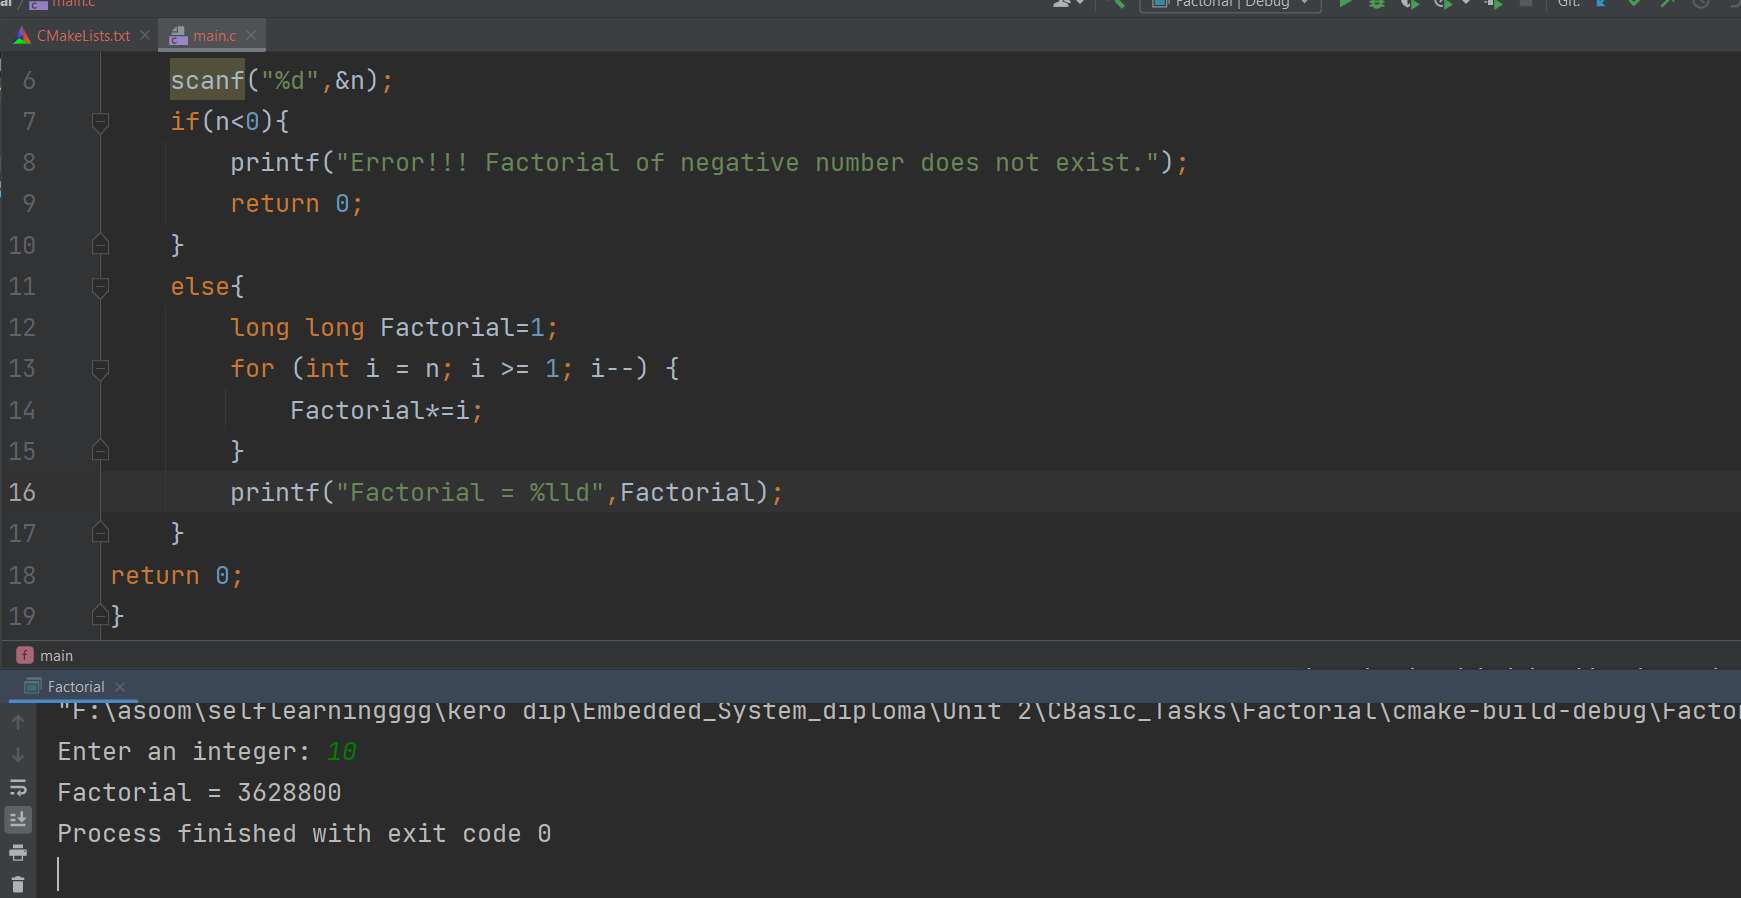 main.c
Factorial | Debug
Git:
CMakeLists.txt
main.c
6 scanf("%d",&n);
7 if(n<0){
8 printf("Error!!! Factorial of negative number does not exist.");
9 return 0;
10 }
11 else{
12 long long Factorial=1;
13 for (int i = n; i >= 1; i--) {
14 Factorial*=i;
15 }
16 printf("Factorial = %lld",Factorial);
17 }
18 return 0;
19 }
f main
Factorial
"F:\asoom\selflearningggg\kero dip\Embedded_System_diploma\Unit 2\CBasic_Tasks\Factorial\cmake-build-debug\Facto
Enter an integer: 10
Factorial = 3628800
Process finished with exit code 0